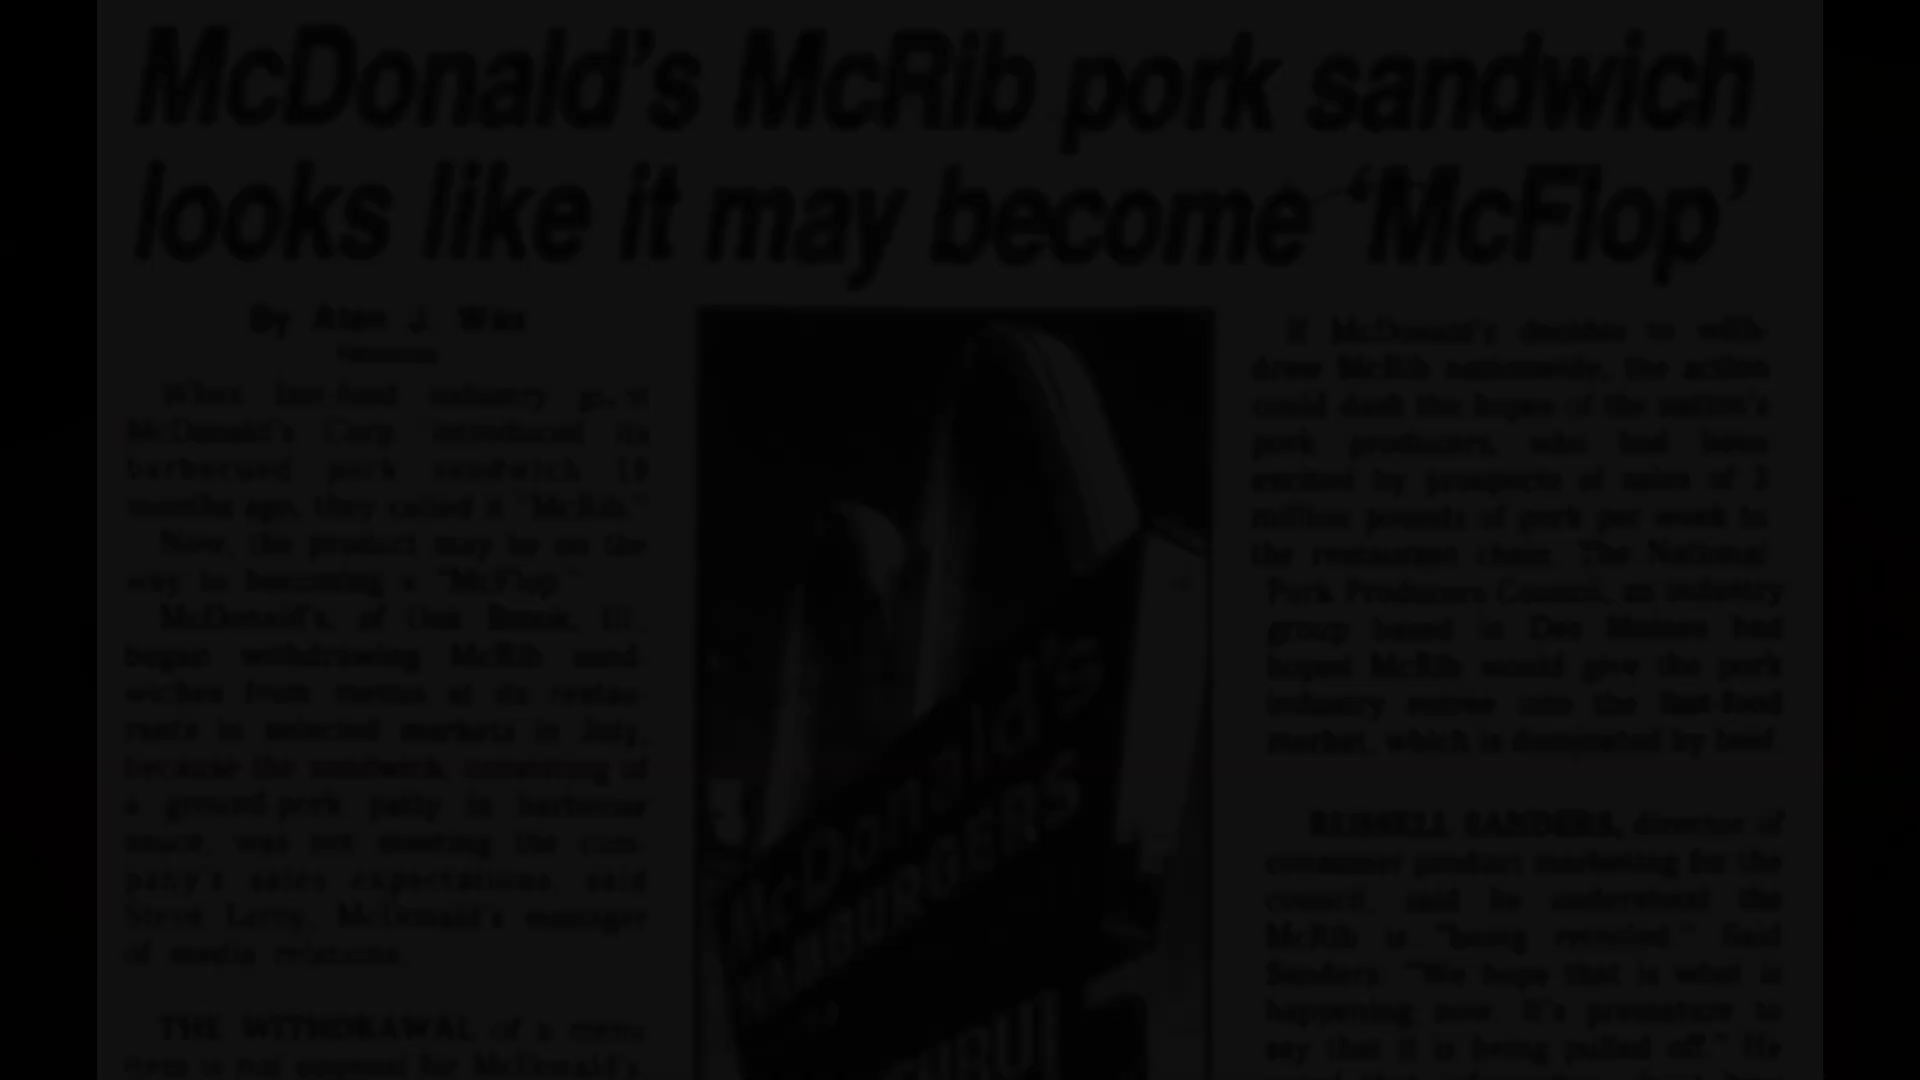 McDonald's McRib pork sandwich
looks like it may become 'McFlop'
By Alan J. Wax
When fast-food industry
McDonald's Corp. introduced its
barbecued pork sandwich 10
months ago, they called it "McRib."
Now, the product may be on the
way to becoming a "McFlop."
McDonald's, of Oak Brook, Ill.,
began withdrawing McRib sand-
wiches from menus at its restau-
rants in selected markets in July,
because the sandwich, consisting of
a ground-pork patty in barbecue
sauce, was not meeting the com-
pany's sales expectations, said
Steve Leroy, McDonald's manager
of media relations.
THE WITHDRAWAL of a menu
item is not unusual for McDonald's.
McDonald's
HAMBURGERS
THRU
If McDonald's decides to with-
draw McRib nationwide, the action
could dash the hopes of the nation's
pork producers, who had been
excited by prospects of sales of 3
million pounds of pork per week to
the restaurant chain. The National
Pork Producers Council, an industry
group based in Des Moines had
hoped McRib would give the pork
industry entree into the fast-food
market, which is dominated by beef.
RUSSELL SANDERS, director of
consumer product marketing for the
council, said he understood the
McRib is "being retooled." Said
Sanders: "We hope that is what is
happening now. It's premature to
say that it is being pulled off." He